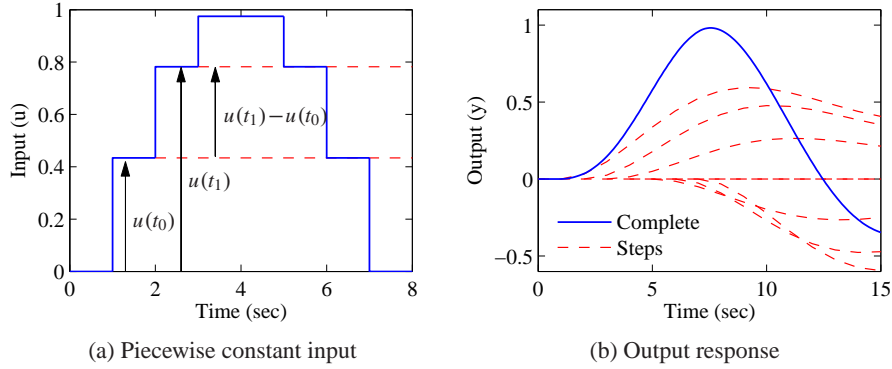 1
0.8
0.6
0.4
0.2
0
Input (u)
u(t₁)−u(t₀)
u(t₁)
u(t₀)
0 2 4 6 8
Time (sec)
(a) Piecewise constant input
1
0.5
0
−0.5
Output (y)
Complete
Steps
0 5 10 15
Time (sec)
(b) Output response